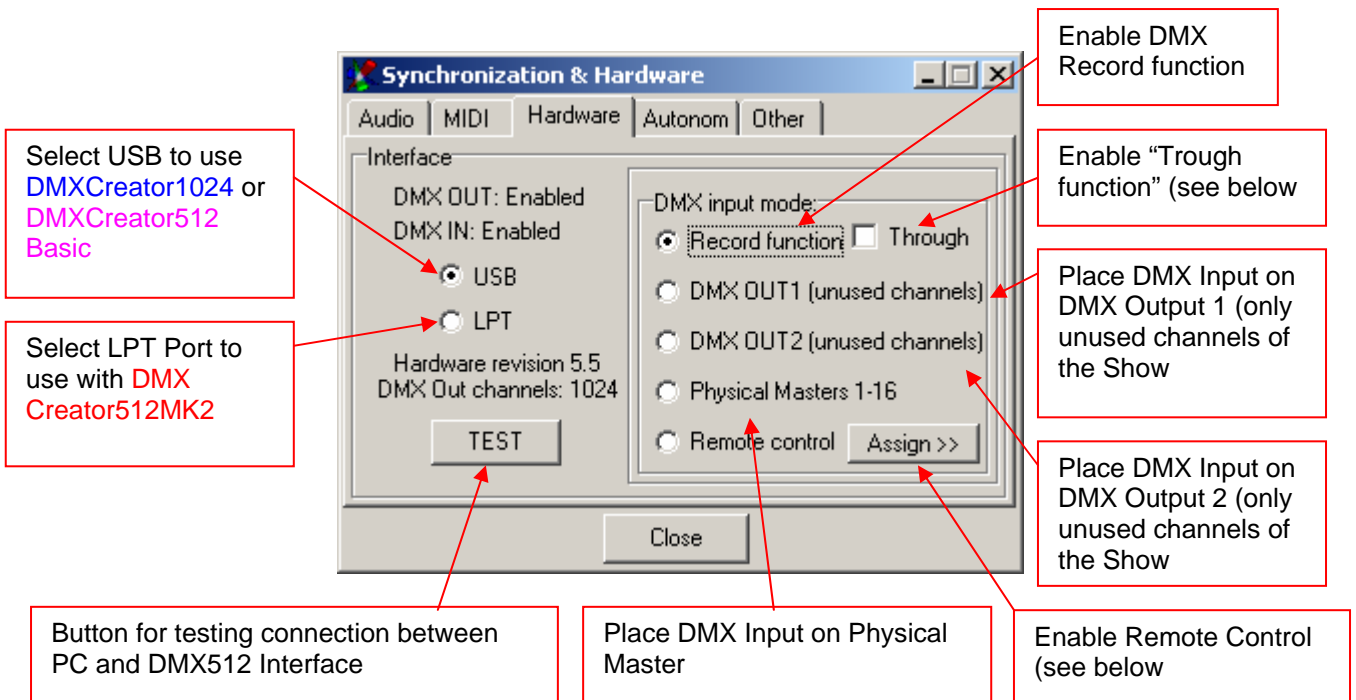 Enable DMX
Record function
Synchronization & Hardware
Audio
MIDI
Hardware
Autonom
Other
Select USB to use
DMXCreator1024 or
DMXCreator512
Basic
Enable “Trough
function” (see below
Interface
DMX OUT: Enabled
DMX IN: Enabled
USB
LPT
Hardware revision 5.5
DMX Out channels: 1024
TEST
DMX input mode:
Record function
Through
DMX OUT1 (unused channels)
DMX OUT2 (unused channels)
Physical Masters 1-16
Remote control
Assign >>
Close
Place DMX Input on
DMX Output 1 (only
unused channels of
the Show
Select LPT Port to
use with DMX
Creator512MK2
Place DMX Input on
DMX Output 2 (only
unused channels of
the Show
Button for testing connection between
PC and DMX512 Interface
Place DMX Input on Physical
Master
Enable Remote Control
(see below